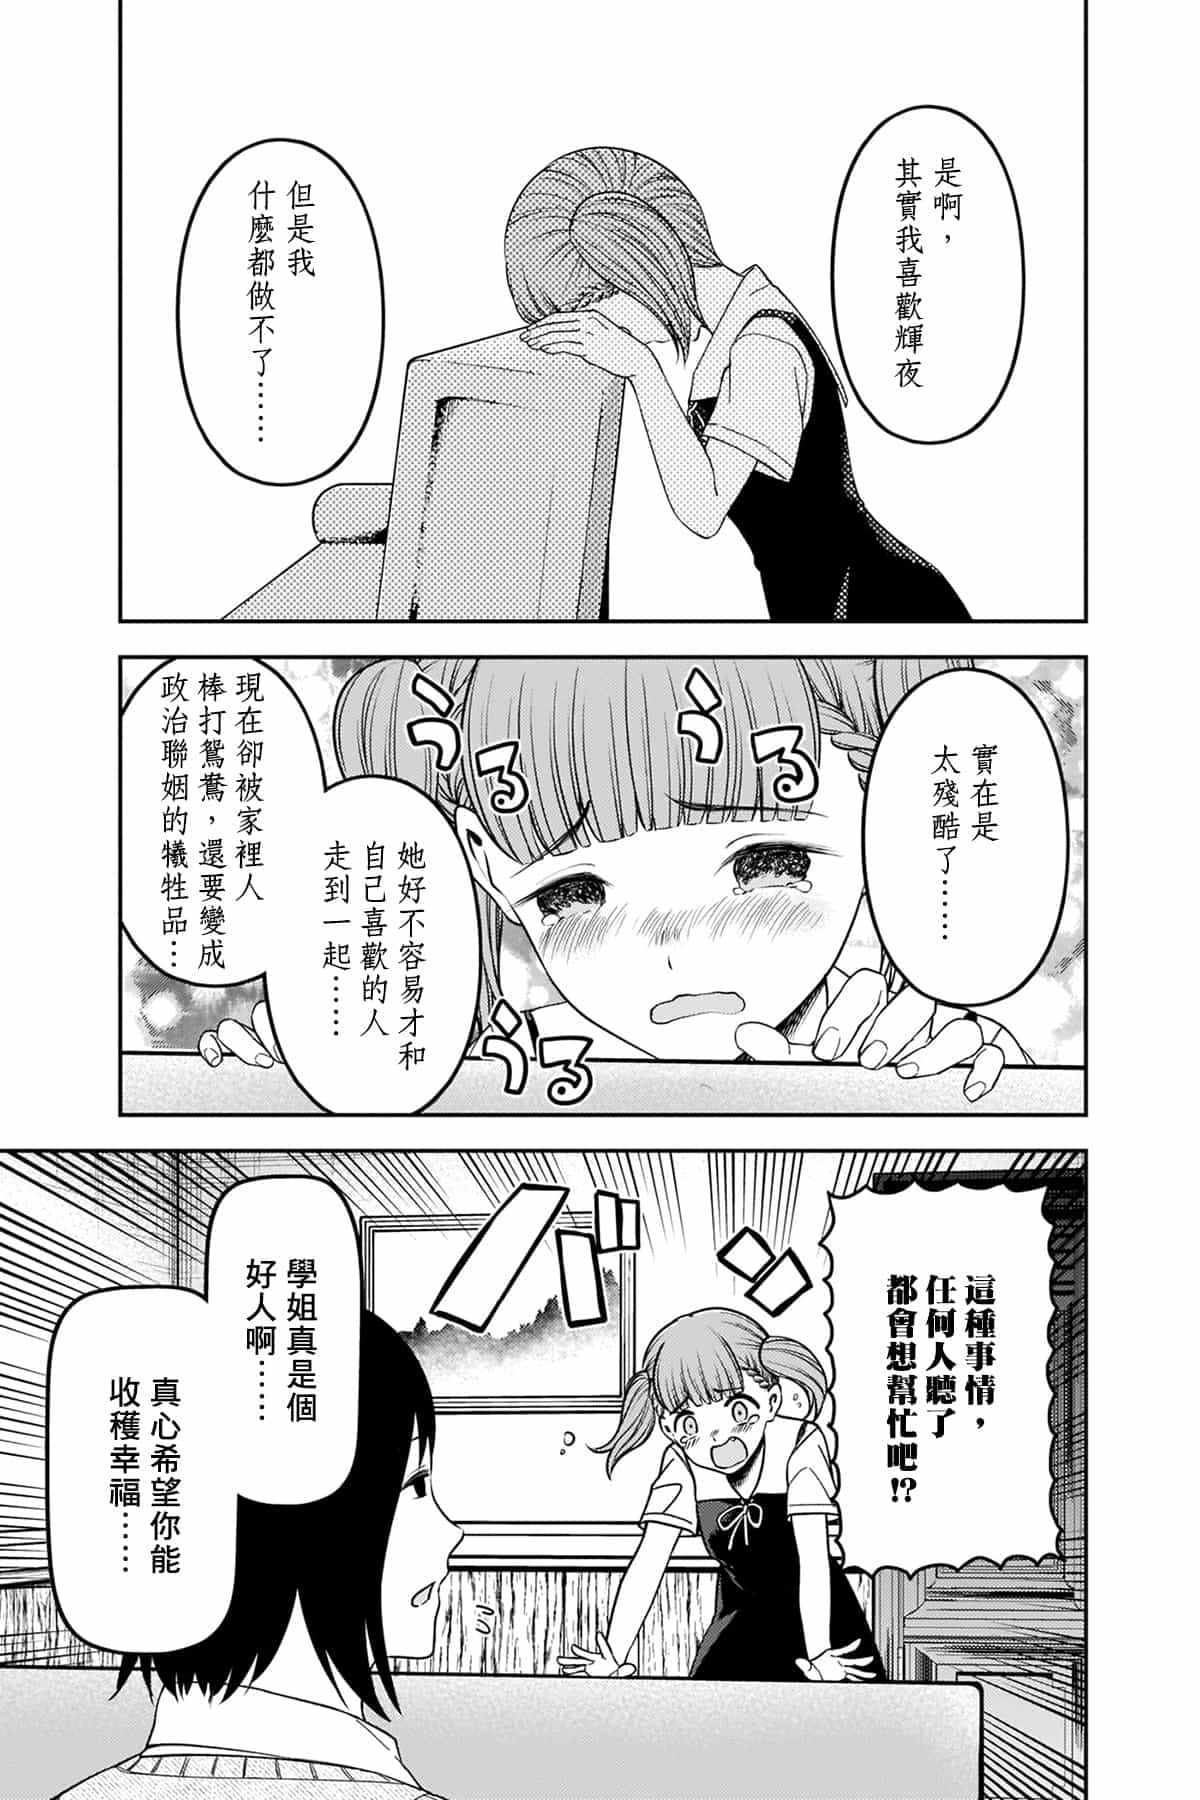 是啊，
其實我喜歡輝夜
但是我
什麼都做不了……
實在是
太殘酷了……
うる
うる
她好不容易才和
自己喜歡的人
走到一起……
現在卻被家裡人
棒打鴛鴦，還要變成
政治聯姻的犧牲品…
うる
這種事情，
任何人聽了
都會想幫忙吧!?
バッ
學姐真是個
好人啊……
真心希望你能
收穫幸福……